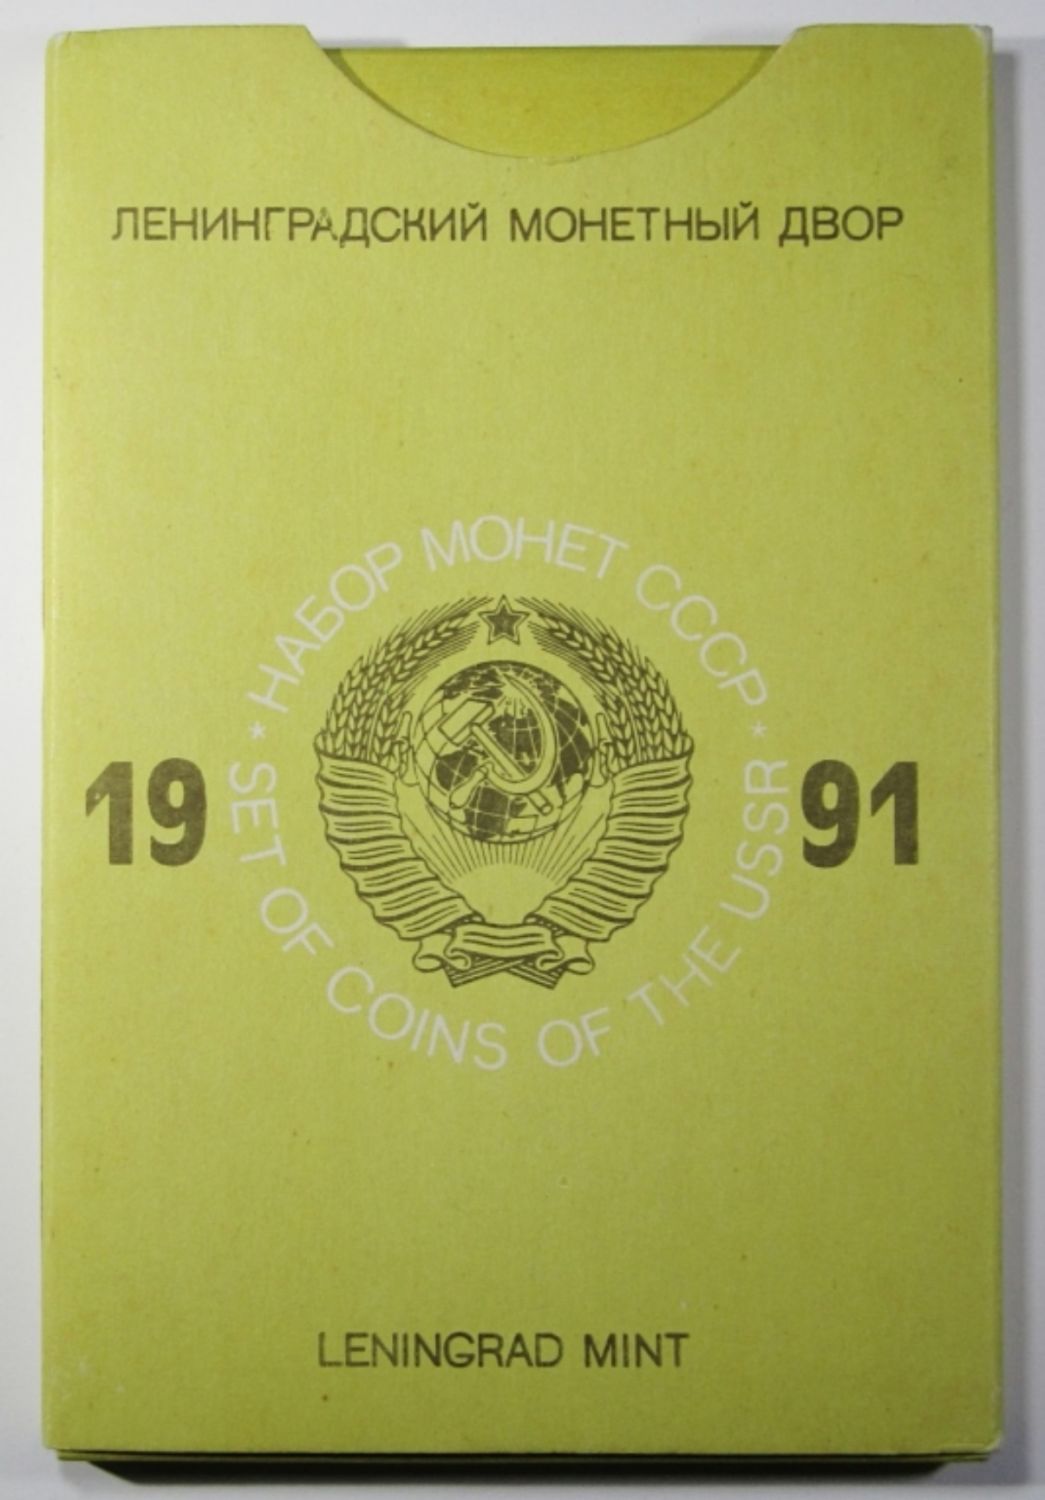 ЛЕНИНГРАДСКИЙ МОНЕТНЫЙ ДВОР
* НАБОР МОНЕТ СССР *
19 91
SET OF COINS OF THE USSR
LENINGRAD MINT